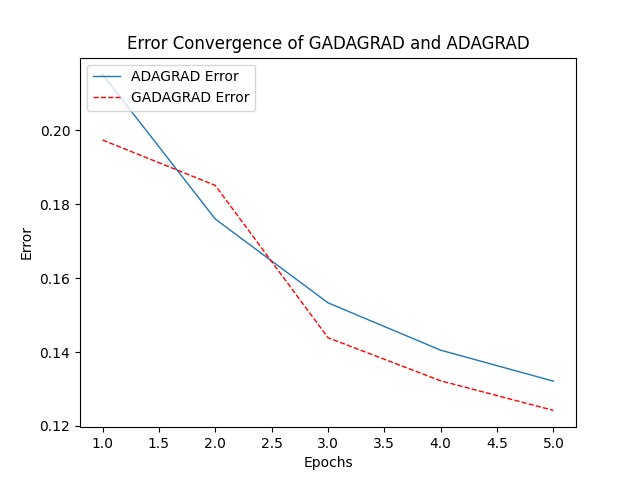 Error Convergence of GADAGRAD and ADAGRAD
ADAGRAD Error
GADAGRAD Error
0.20
0.18
0.16
0.14
0.12
Error
1.0 1.5 2.0 2.5 3.0 3.5 4.0 4.5 5.0
Epochs